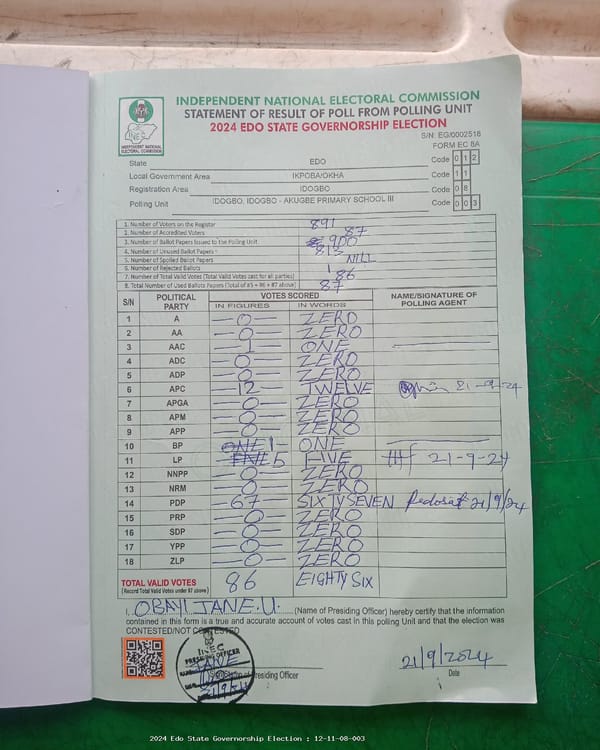 INDEPENDENT NATIONAL ELECTORAL COMMISSION
STATEMENT OF RESULT OF POLL FROM POLLING UNIT
2024 EDO STATE GOVERNORSHIP ELECTION
INEC
INDEPENDENT NATIONAL ELECTORAL COMMISSION
S/N: EG/0002518
FORM EC 8A
State EDO Code 0 1 2
Local Government Area IKPOBA/OKHA Code 1 1
Registration Area IDOGBO Code 0 8
Polling Unit IDOGBO, IDOGBO - AKUGBE PRIMARY SCHOOL III Code 0 0 3
1. Number of Voters on the Register 891
2. Number of Accredited Voters 87
3. Number of Ballot Papers Issued to the Polling Unit 900
4. Number of Unused Ballot Papers 813
5. Number of Spoiled Ballot Papers NILL
6. Number of Rejected Ballots 1
7. Number of Total Valid Votes (Total Valid Votes cast for all parties) 86
8. Total Number of Used Ballots Papers (Total of #5 + #6 + #7 above) 87
S/N POLITICAL PARTY VOTES SCORED NAME/SIGNATURE OF POLLING AGENT
IN FIGURES IN WORDS
1 A -0- ZERO
2 AA -0- ZERO
3 AAC -1- ONE
4 ADC -0- ZERO
5 ADP -0- ZERO
6 APC -12- TWELVE 21-9-24
7 APGA -0- ZERO
8 APM -0- ZERO
9 APP -0- ZERO
10 BP ONE 1- ONE
11 LP FIVE 5 FIVE 21-9-24
12 NNPP -0- ZERO
13 NRM -0- ZERO
14 PDP -67- SIXTY SEVEN 21/9/24
15 PRP -0- ZERO
16 SDP -0- ZERO
17 YPP -0- ZERO
18 ZLP -0- ZERO
TOTAL VALID VOTES 86 EIGHTY SIX
(Record Total Valid Votes under #7 above)
I, OBAYI JANE.U. (Name of Presiding Officer) hereby certify that the information
contained in this form is a true and accurate account of votes cast in this polling Unit and that the election was
CONTESTED/NOT CONTESTED
INEC
PRESIDING OFFICER
JANE
21/9/24
Sign/Stamp of Presiding Officer
21/9/2024
Date
2024 Edo State Governorship Election : 12-11-08-003